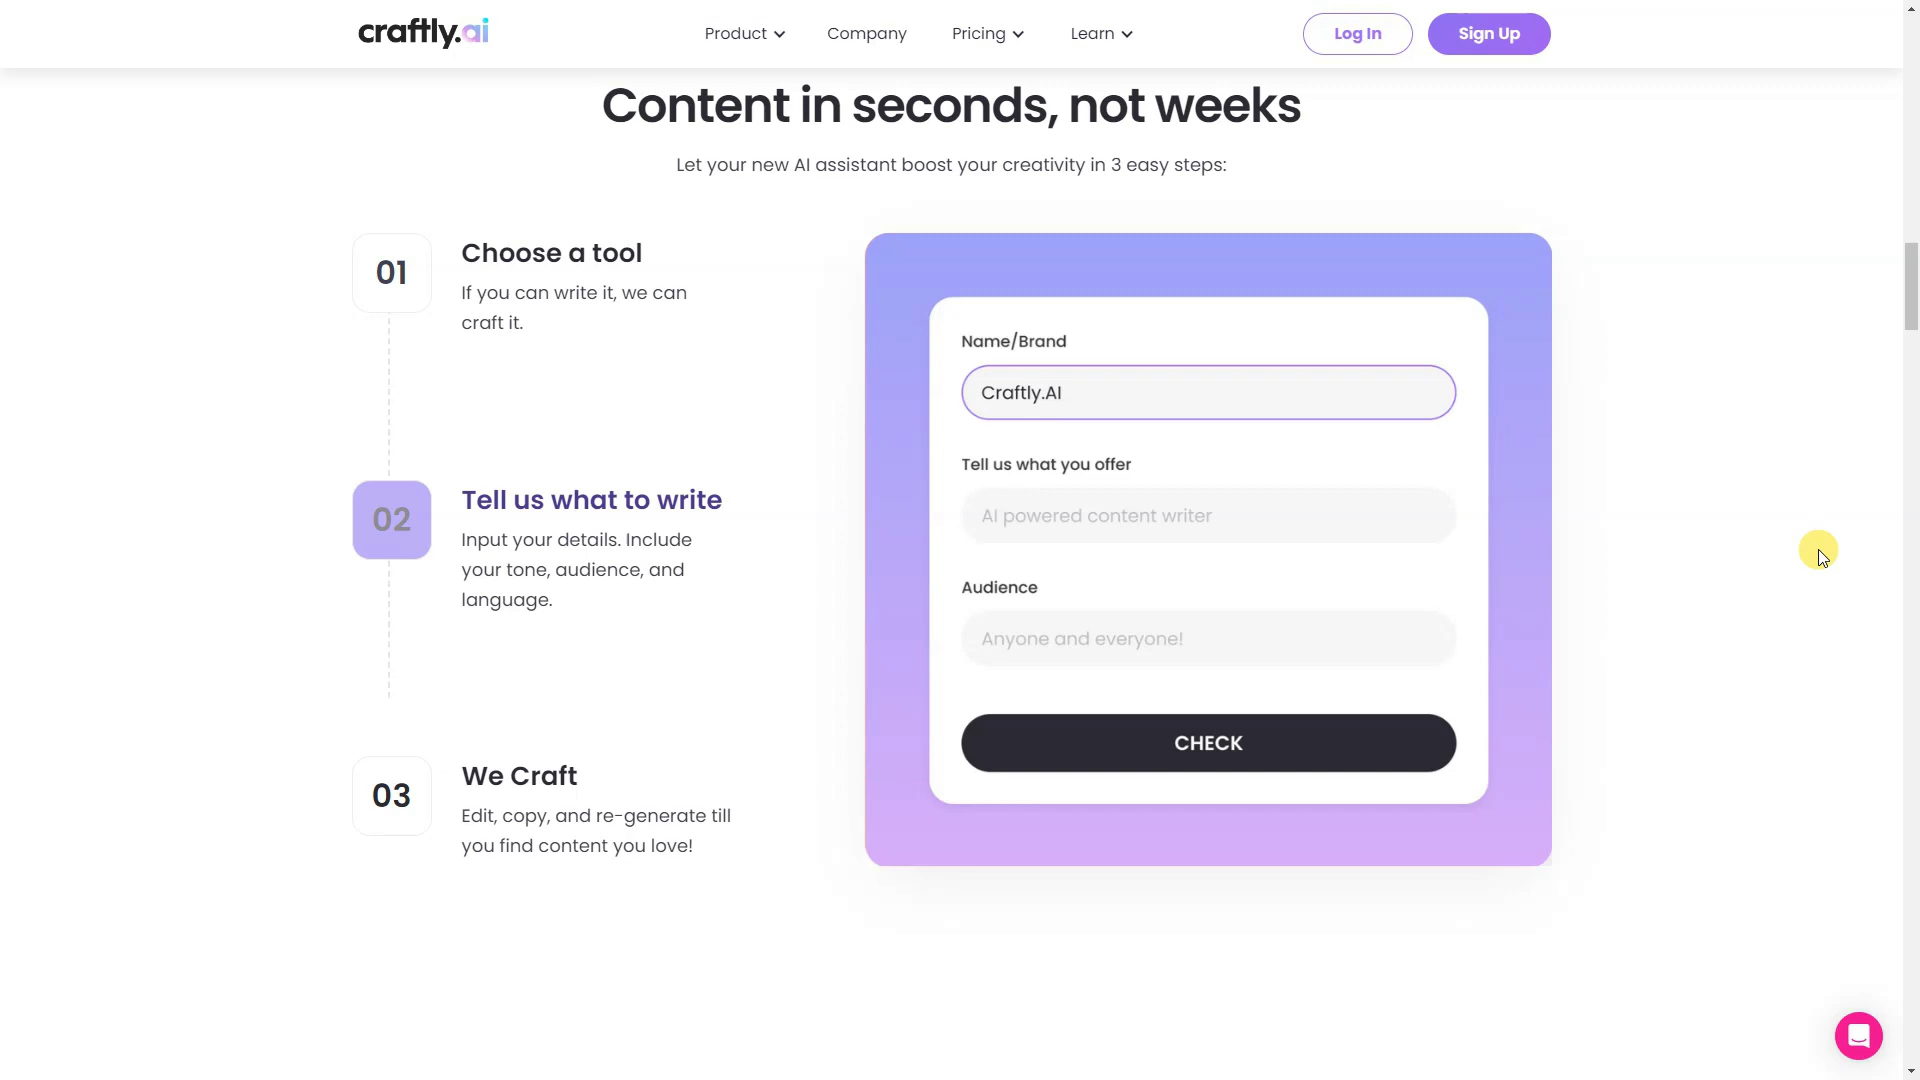 craftly.ai
Product
Company
Pricing
Learn
Log In
Sign Up
Content in seconds, not weeks
Let your new AI assistant boost your creativity in 3 easy steps:
01
Choose a tool
If you can write it, we can
craft it.
02
Tell us what to write
Input your details. Include
your tone, audience, and
language.
03
We Craft
Edit, copy, and re-generate till
you find content you love!
Name/Brand
Craftly.AI
Tell us what you offer
AI powered content writer
Audience
Anyone and everyone!
CHECK